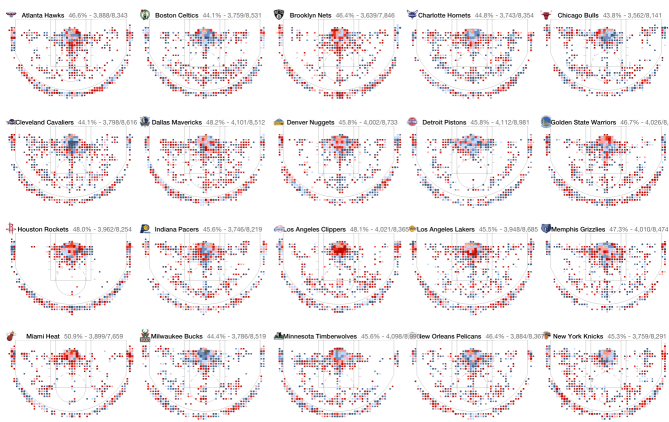 Atlanta Hawks 46.6% - 3,888/8,343
Boston Celtics 44.1% - 3,759/8,531
Brooklyn Nets 46.4% - 3,639/7,846
Charlotte Hornets 44.8% - 3,743/8,354
Chicago Bulls 43.8% - 3,562/8,141
Cleveland Cavaliers 44.1% - 3,798/8,616
Dallas Mavericks 48.2% - 4,101/8,512
Denver Nuggets 45.8% - 4,002/8,733
Detroit Pistons 45.8% - 4,112/8,981
Golden State Warriors 46.7% - 4,026/8,
Houston Rockets 48.0% - 3,962/8,254
Indiana Pacers 45.6% - 3,746/8,219
Los Angeles Clippers 48.1% - 4,021/8,365
Los Angeles Lakers 45.5% - 3,948/8,685
Memphis Grizzlies 47.3% - 4,010/8,474
Miami Heat 50.9% - 3,899/7,659
Milwaukee Bucks 44.4% - 3,786/8,519
Minnesota Timberwolves 45.6% - 4,098/8,990
New Orleans Pelicans 46.4% - 3,884/8,367
New York Knicks 45.3% - 3,759/8,291